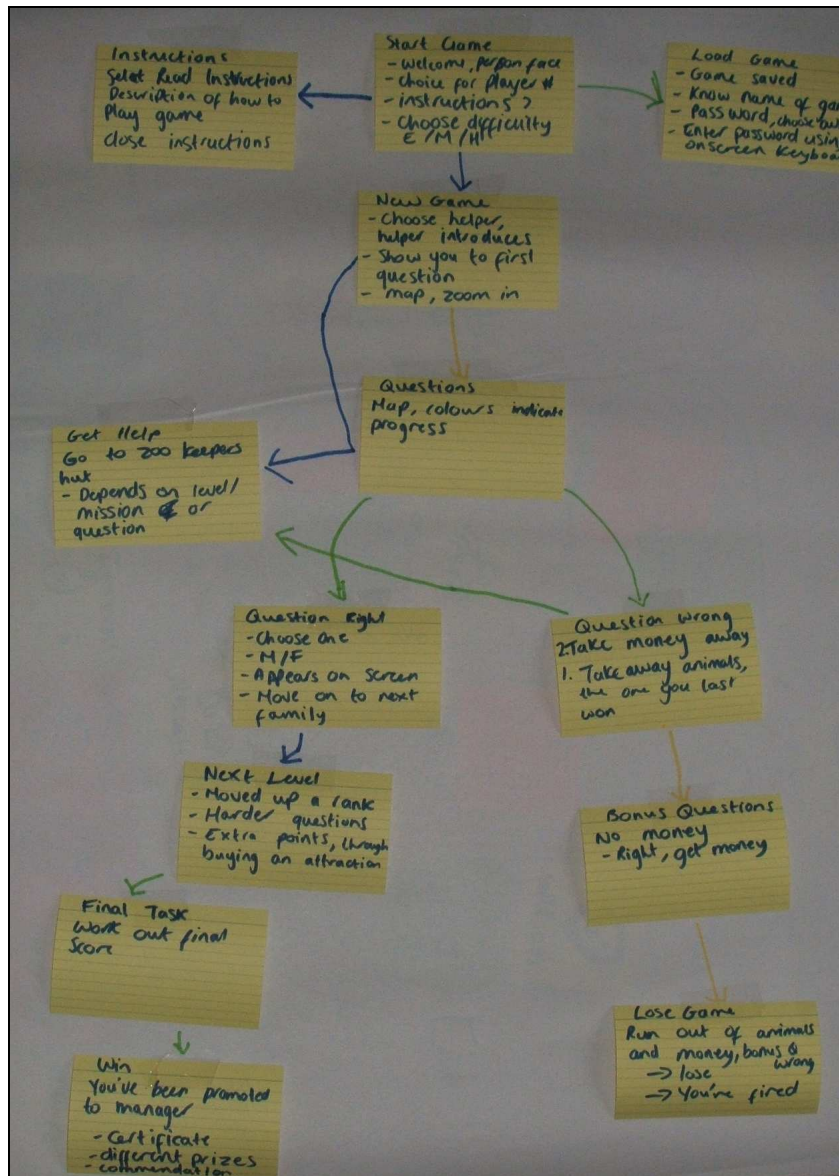 Instructions
Select Read Instructions
Description of how to
Play game
Close instructions
Start Game
- Welcome, person face
- Choice for player #
- instructions?
- Choose difficulty
E / M / H
Load Game
- Game saved
- Know name of
- Password, choose
- Enter password using
onscreen
New Game
- Choose helper,
helper introduces
- Show you to first
question
- map, zoom in
Questions
Map, colours indicate
progress
Get Help
Go to zoo keepers
hut
- Depends on level/
mission or
question
Question Right
- Choose one
- M/F
- Appears on screen
- Move on to next
family
Question Wrong
2. Take money away
1. Take away animals,
the one you last
won
Next Level
- Moved up a rank
- Harder questions
- Extra points, through
buying an attraction
Bonus Questions
No money
- Right, get money
Final Task
Work out final
Score
Lose Game
Run out of animals
and money, bonus Q
wrong
→ lose
→ You've fired
Win
You've been promoted
to manager
- Certificate
- different prizes
- commendation